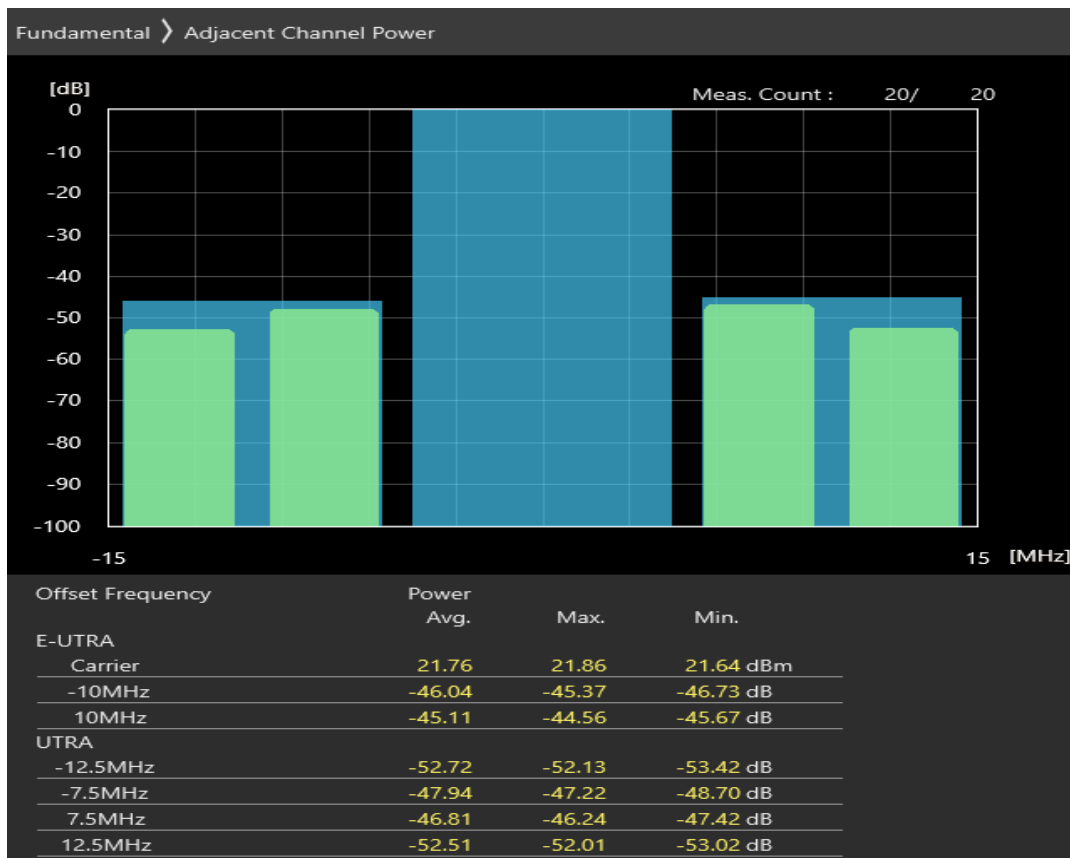 Fundamental 〉 Adjacent Channel Power
[dB]
Meas. Count : 20/ 20
0
-10
-20
-30
-40
-50
-60
-70
-80
-90
-100
-15 15 [MHz]
Offset Frequency Power
Avg. Max. Min.
E-UTRA
Carrier 21.76 21.86 21.64 dBm
-10MHz -46.04 -45.37 -46.73 dB
10MHz -45.11 -44.56 -45.67 dB
UTRA
-12.5MHz -52.72 -52.13 -53.42 dB
-7.5MHz -47.94 -47.22 -48.70 dB
7.5MHz -46.81 -46.24 -47.42 dB
12.5MHz -52.51 -52.01 -53.02 dB